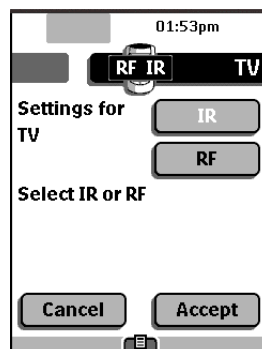 01:53pm
RF IR TV
Settings for
TV
IR
RF
Select IR or RF
Cancel
Accept